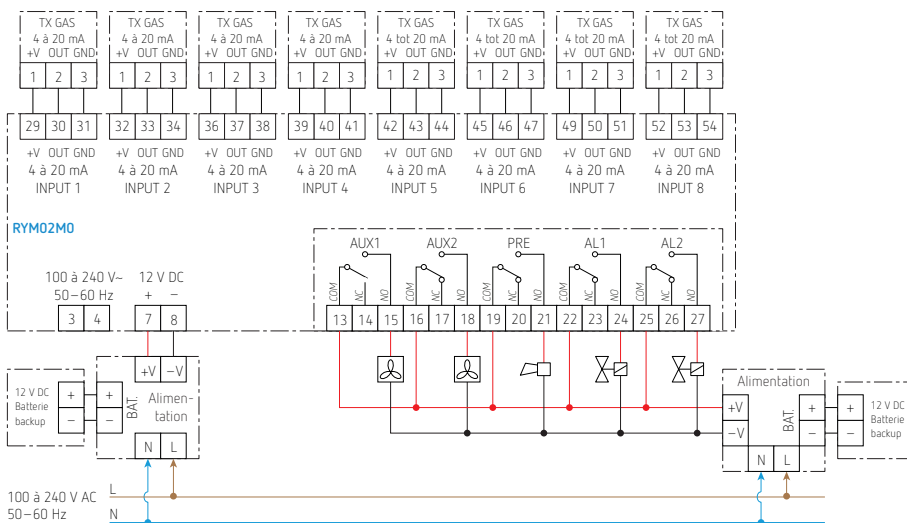 TX GAS TX GAS TX GAS TX GAS TX GAS TX GAS TX GAS TX GAS
4 à 20 mA 4 à 20 mA 4 à 20 mA 4 à 20 mA 4 tot 20 mA 4 tot 20 mA 4 tot 20 mA 4 tot 20 mA
+V OUT GND +V OUT GND +V OUT GND +V OUT GND +V OUT GND +V OUT GND +V OUT GND +V OUT GND
1 2 3 1 2 3 1 2 3 1 2 3 1 2 3 1 2 3 1 2 3 1 2 3
29 30 31 32 33 34 36 37 38 39 40 41 42 43 44 45 46 47 49 50 51 52 53 54
+V OUT GND +V OUT GND +V OUT GND +V OUT GND +V OUT GND +V OUT GND +V OUT GND +V OUT GND
4 à 20 mA 4 à 20 mA 4 à 20 mA 4 à 20 mA 4 à 20 mA 4 à 20 mA 4 à 20 mA 4 à 20 mA
INPUT 1 INPUT 2 INPUT 3 INPUT 4 INPUT 5 INPUT 6 INPUT 7 INPUT 8
RYM02M0
AUX1 AUX2 PRE AL1 AL2
100 à 240 V~ 12 V DC
50–60 Hz + −
COM NC NO COM NC NO COM NC NO COM NC NO COM NC NO
3 4 7 8 13 14 15 16 17 18 19 20 21 22 23 24 25 26 27
+V −V
12 V DC
Batterie
backup
+ +
− −
BAT.
Alimen-
tation
N L
Alimentation
+V
−V
BAT.
+ +
− −
12 V DC
Batterie
backup
N L
100 à 240 V AC L
50–60 Hz N